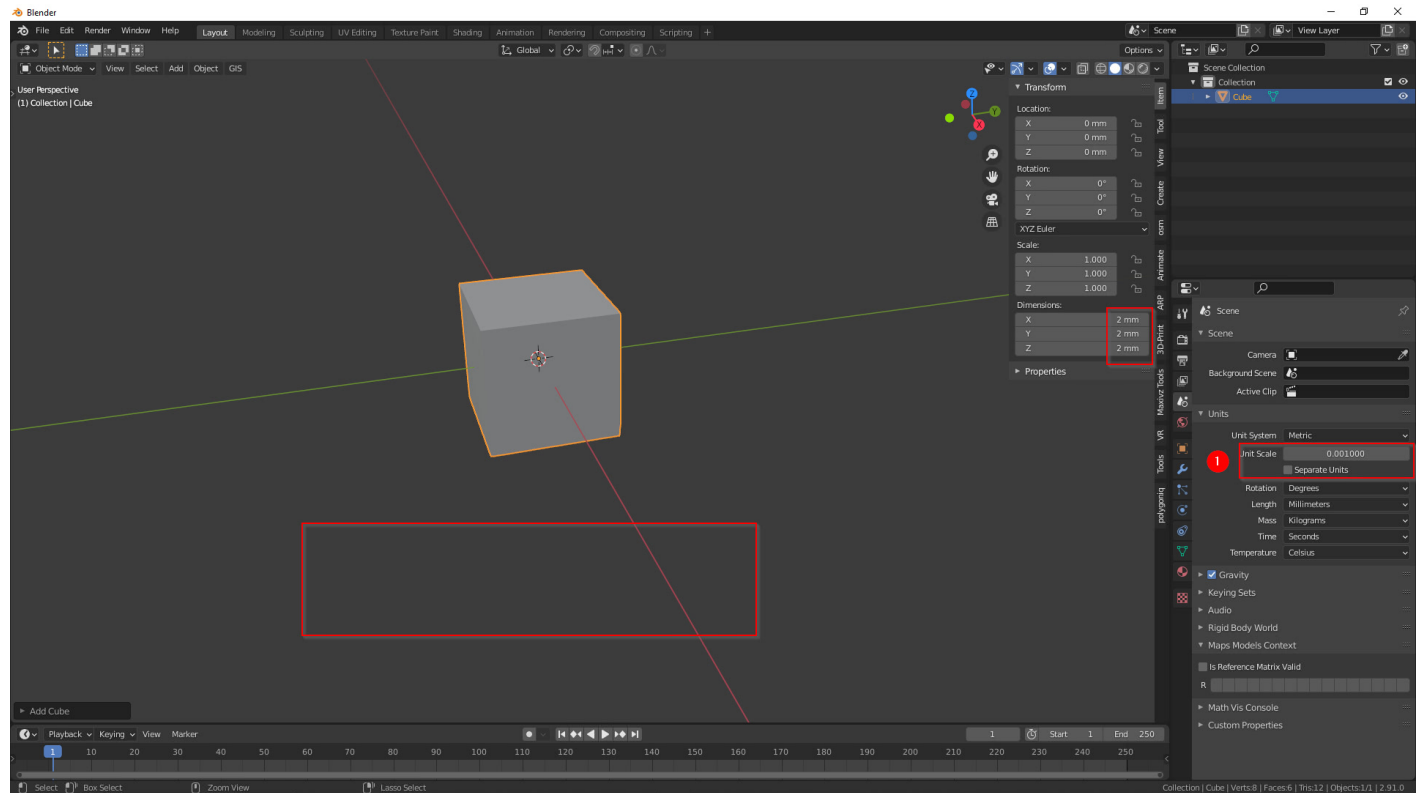 Blender
File Edit Render Window Help Layout Modeling Sculpting UV Editing Texture Paint Shading Animation Rendering Compositing Scripting + Scene View Layer
Global Options
Object Mode View Select Add Object GIS
User Perspective
(1) Collection | Cube
Z
Y
X
Transform
Location:
X 0 mm
Y 0 mm
Z 0 mm
Rotation:
X 0°
Y 0°
Z 0°
XYZ Euler
Scale:
X 1.000
Y 1.000
Z 1.000
Dimensions:
X 2 mm
Y 2 mm
Z 2 mm
Properties
Item
Tool
View
Create
osm
Animate
ARP
3D-Print
Maxivz Tools
VR
Tools
polygoniq
Scene Collection
Collection
Cube
Scene
Scene
Camera
Background Scene
Active Clip
Units
Unit System Metric
1
Unit Scale 0.001000
Separate Units
Rotation Degrees
Length Millimeters
Mass Kilograms
Time Seconds
Temperature Celsius
Gravity
Keying Sets
Audio
Rigid Body World
Maps Models Context
Is Reference Matrix Valid
R
Math Vis Console
Custom Properties
Add Cube
Playback Keying View Marker 1 Start 1 End 250
1 10 20 30 40 50 60 70 80 90 100 110 120 130 140 150 160 170 180 190 200 210 220 230 240 250
Select Box Select Zoom View Lasso Select Collection | Cube | Verts:8 | Faces:6 | Tris:12 | Objects:1/1 | 2.91.0